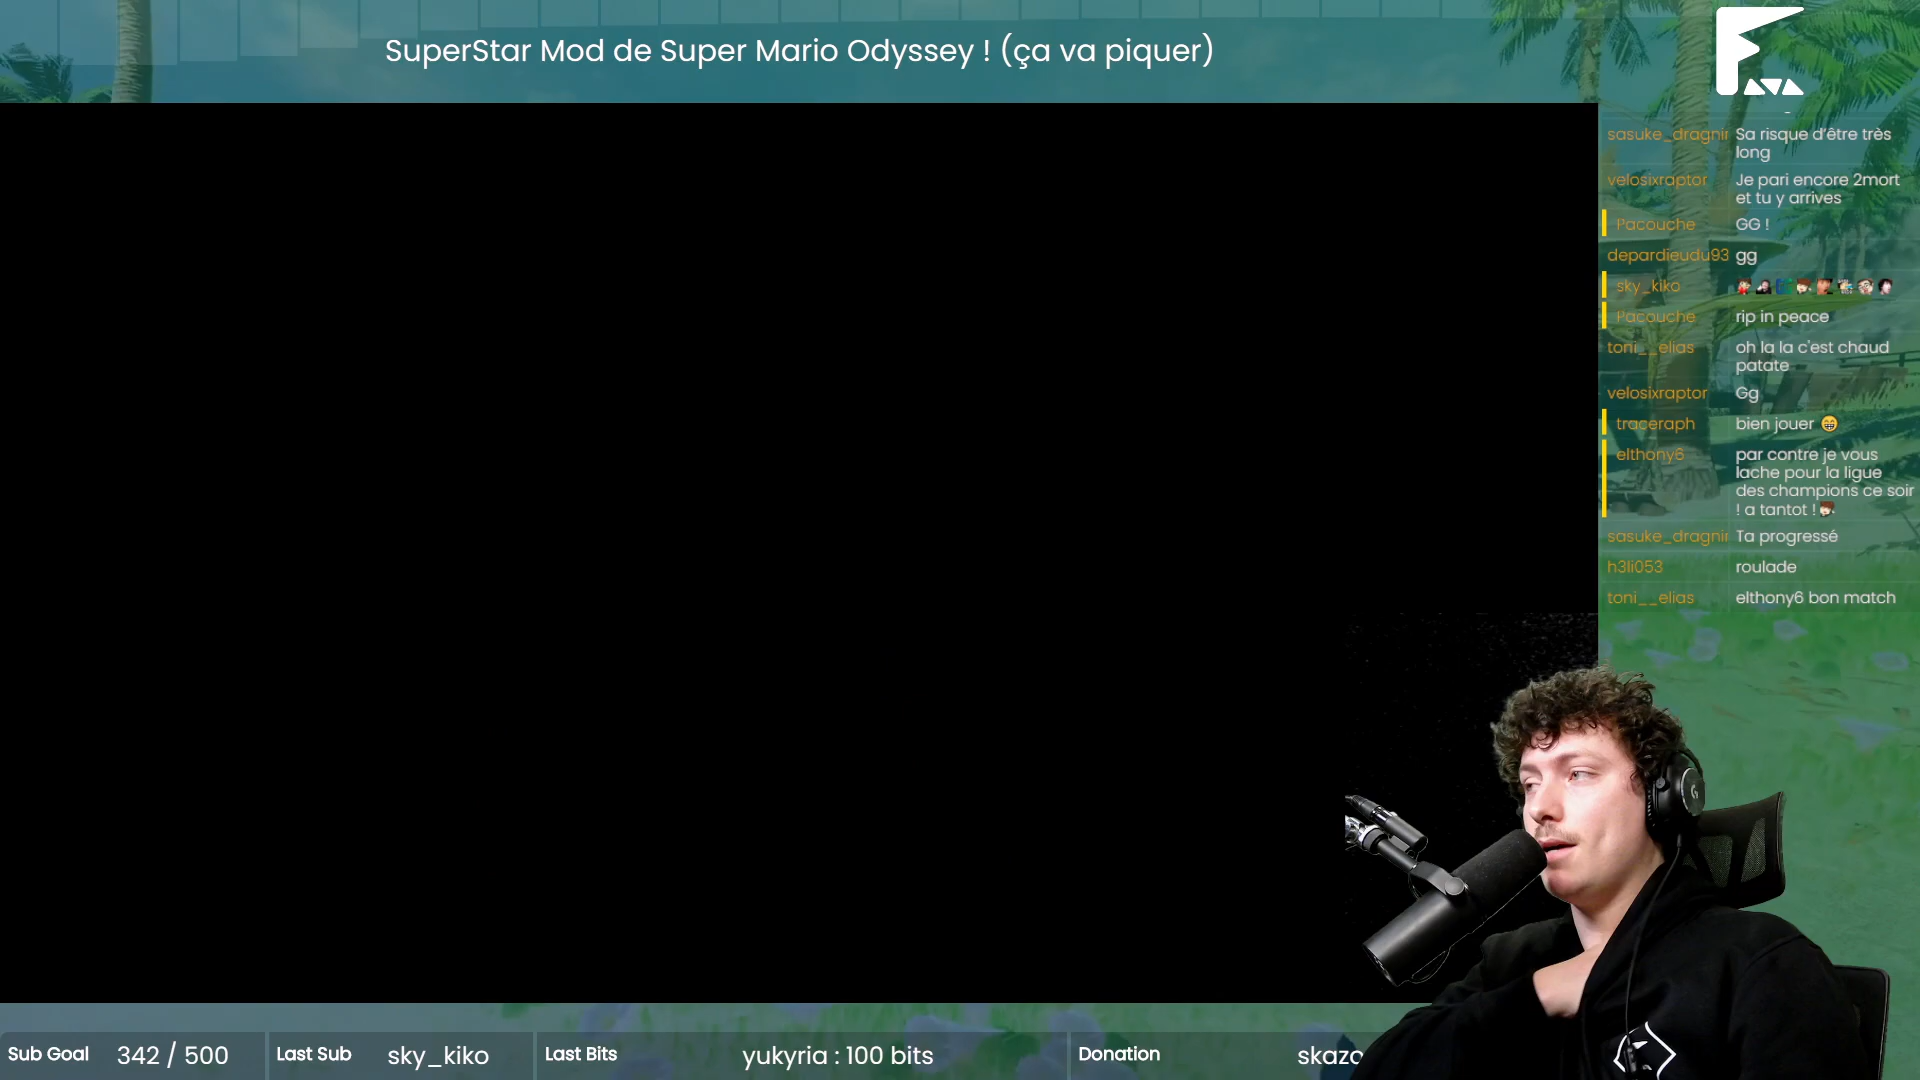 SuperStar Mod de Super Mario Odyssey ! (ça va piquer)
sasuke_dragnir Sa risque d'être très
long
velosixraptor Je pari encore 2mort
et tu y arrives
Pacouche GG !
depardieudu93 gg
sky_kiko
Pacouche rip in peace
toni__elias oh la la c'est chaud
patate
velosixraptor Gg
traceraph bien jouer 😁
elthony6 par contre je vous
lache pour la ligue
des champions ce soir
! a tantot !
sasuke_dragnir Ta progressé
h3li053 roulade
toni__elias elthony6 bon match
Sub Goal 342 / 500 Last Sub sky_kiko Last Bits yukyria : 100 bits Donation